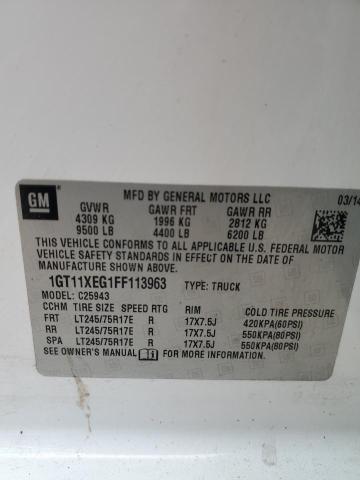 GM
MFD BY GENERAL MOTORS LLC
03/14
GVWR GAWR FRT GAWR RR
4309 KG 1996 KG 2812 KG
9500 LB 4400 LB 6200 LB
THIS VEHICLE CONFORMS TO ALL APPLICABLE U.S. FEDERAL MOTOR
VEHICLE SAFETY STANDARDS IN EFFECT ON THE DATE OF
MANUFACTURE SHOWN ABOVE.
1GT11XEG1FF113963 TYPE: TRUCK
MODEL: C25943
CCHM TIRE SIZE SPEED RTG RIM COLD TIRE PRESSURE
FRT LT245/75R17E R 17X7.5J 420KPA(60PSI)
RR LT245/75R17E R 17X7.5J 550KPA(80PSI)
SPA LT245/75R17E R 17X7.5J 550KPA(80PSI)
SEE OWNER'S MANUAL FOR ADDITIONAL INFORMATION.